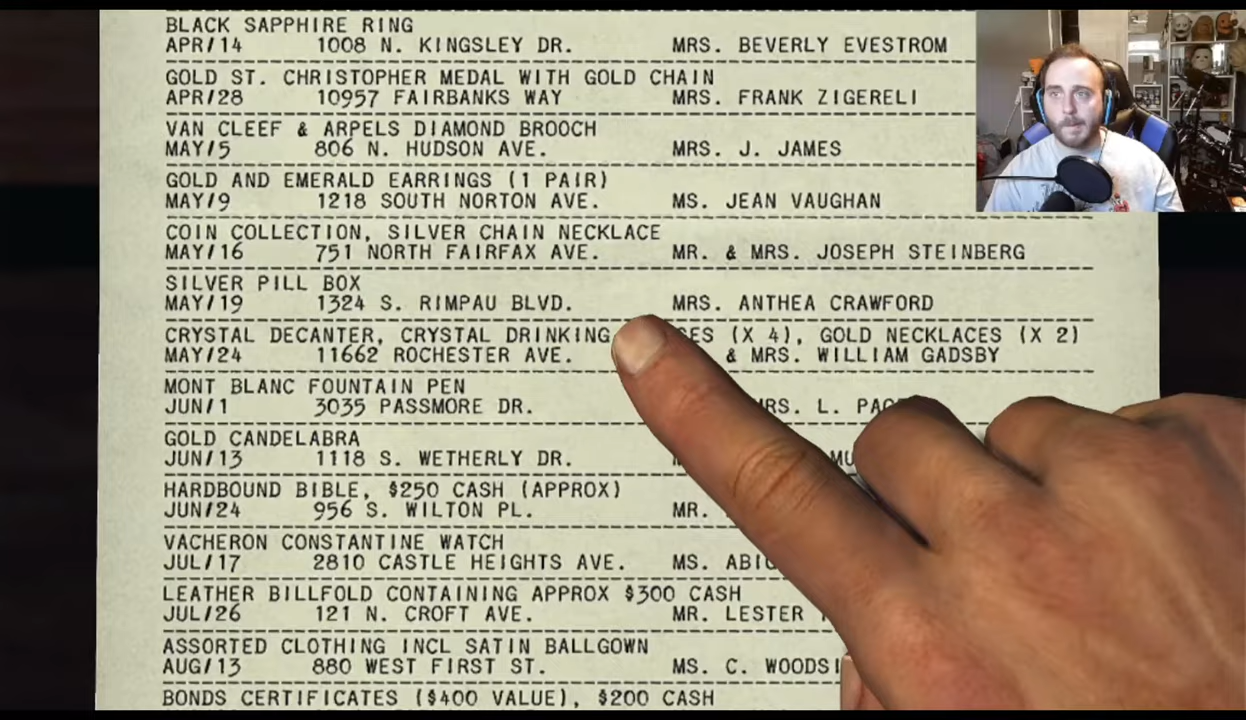 BLACK SAPPHIRE RING
APR/14 1008 N. KINGSLEY DR. MRS. BEVERLY EVESTROM
GOLD ST. CHRISTOPHER MEDAL WITH GOLD CHAIN
APR/28 10957 FAIRBANKS WAY MRS. FRANK ZIGERELI
VAN CLEEF & ARPELS DIAMOND BROOCH
MAY/5 806 N. HUDSON AVE. MRS. J. JAMES
GOLD AND EMERALD EARRINGS (1 PAIR)
MAY/9 1218 SOUTH NORTON AVE. MS. JEAN VAUGHAN
COIN COLLECTION, SILVER CHAIN NECKLACE
MAY/16 751 NORTH FAIRFAX AVE. MR. & MRS. JOSEPH STEINBERG
SILVER PILL BOX
MAY/19 1324 S. RIMPAU BLVD. MRS. ANTHEA CRAWFORD
CRYSTAL DECANTER, CRYSTAL DRINKING (X 4), GOLD NECKLACES (X 2)
MAY/24 11662 ROCHESTER AVE. & MRS. WILLIAM GADSBY
MONT BLANC FOUNTAIN PEN
JUN/1 3035 PASSMORE DR. MRS. L.
GOLD CANDELABRA
JUN/13 1118 S. WETHERLY DR.
HARDBOUND BIBLE, $250 CASH (APPROX)
JUN/24 956 S. WILTON PL. MR.
VACHERON CONSTANTINE WATCH
JUL/17 2810 CASTLE HEIGHTS AVE. MS.
LEATHER BILLFOLD CONTAINING APPROX $300 CASH
JUL/26 121 N. CROFT AVE. MR. LESTER
ASSORTED CLOTHING INCL SATIN BALLGOWN
AUG/13 880 WEST FIRST ST. MS. C.
BONDS CERTIFICATES ($400 VALUE), $200 CASH